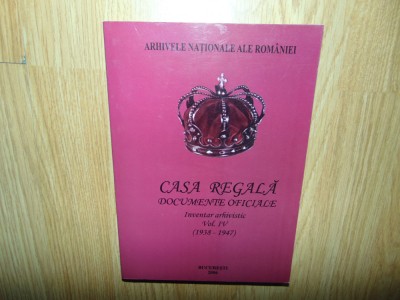 ARHIVELE NAȚIONALE ALE ROMÂNIEI
CASA REGALĂ
DOCUMENTE OFICIALE
Inventar arhivistic
Vol. IV
(1938 - 1947)
BUCUREȘTI